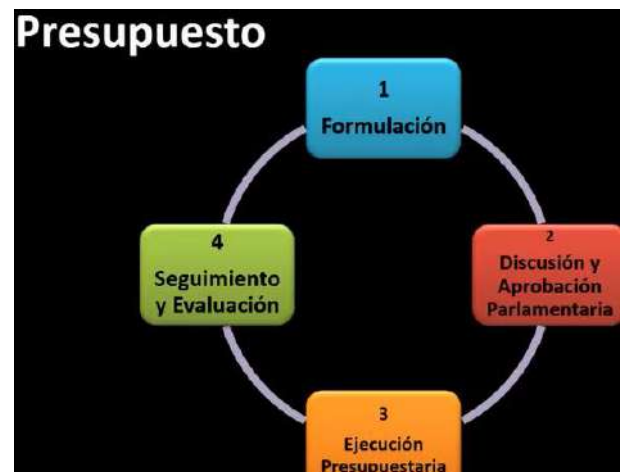 Presupuesto
1
Formulación
2
Discusión y
Aprobación
Parlamentaria
3
Ejecución
Presupuestaria
4
Seguimiento
y Evaluación